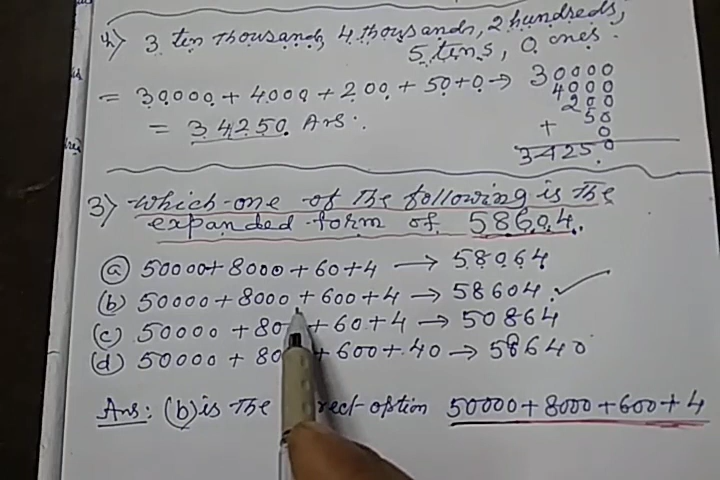 4) 3 ten thousand, 4 thousands, 2 hundreds,
5 tens, 0 ones.
= 30000 + 4000 + 200 + 50+0 → 30000
4000
200
50
+ 0
= 34250 Ans.
34250
3) Which one of the following is the
expanded form of 58604.
(a) 50000+8000+60+4 → 58064
(b) 50000+8000+600+4 → 58604. ✓
(c) 50000 + 80 +60+4 → 50864
(d) 50000 + 80 +600+40 → 58640
Ans: (b) is the rect option 50000+8000+600+4